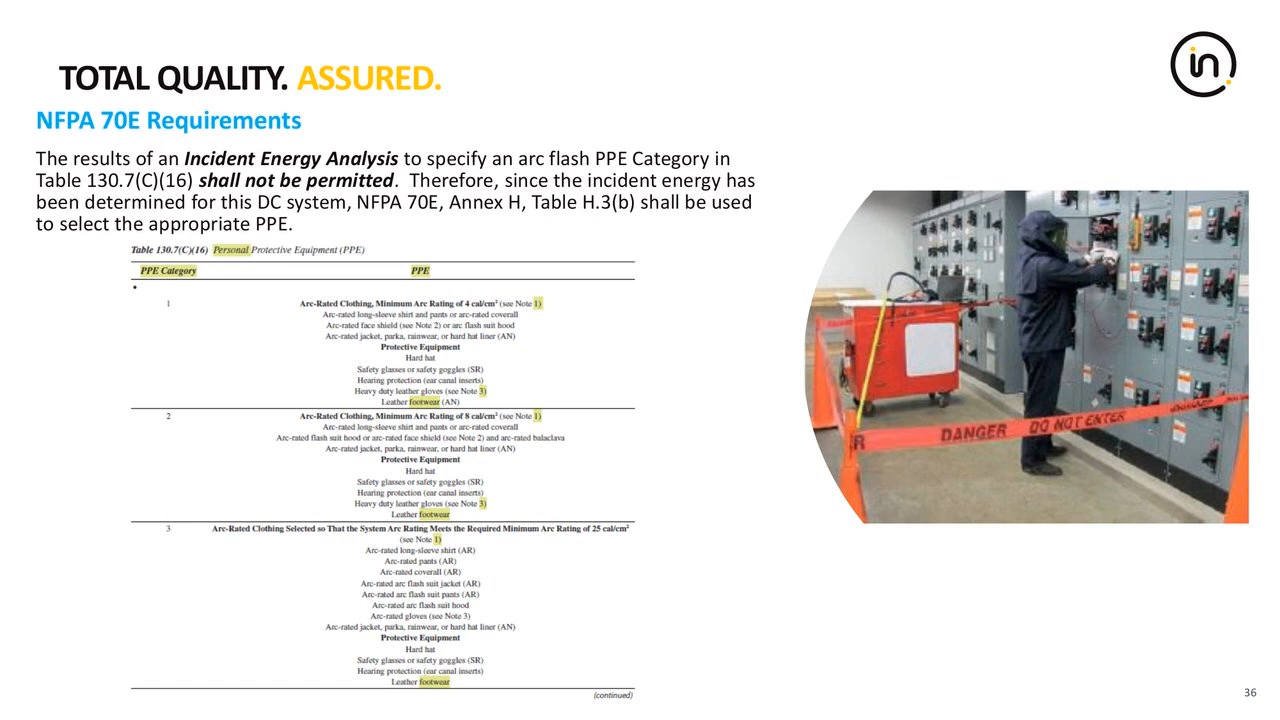 TOTAL QUALITY. ASSURED.
in
NFPA 70E Requirements
The results of an Incident Energy Analysis to specify an arc flash PPE Category in
Table 130.7(C)(16) shall not be permitted. Therefore, since the incident energy has
been determined for this DC system, NFPA 70E, Annex H, Table H.3(b) shall be used
to select the appropriate PPE.
Table 130.7(C)(16) Personal Protective Equipment (PPE)
PPE Category PPE
•
1 Arc-Rated Clothing, Minimum Arc Rating of 4 cal/cm² (see Note 1)
Arc-rated long-sleeve shirt and pants or arc-rated coverall
Arc-rated face shield (see Note 2) or arc flash suit hood
Arc-rated jacket, parka, rainwear, or hard hat liner (AN)
Protective Equipment
Hard hat
Safety glasses or safety goggles (SR)
Hearing protection (ear canal inserts)
Heavy duty leather gloves (see Note 3)
Leather footwear (AN)
2 Arc-Rated Clothing, Minimum Arc Rating of 8 cal/cm² (see Note 1)
Arc-rated long-sleeve shirt and pants or arc-rated coverall
Arc-rated flash suit hood or arc-rated face shield (see Note 2) and arc-rated balaclava
Arc-rated jacket, parka, rainwear, or hard hat liner (AN)
Protective Equipment
Hard hat
Safety glasses or safety goggles (SR)
Hearing protection (ear canal inserts)
Heavy duty leather gloves (see Note 3)
Leather footwear
3 Arc-Rated Clothing Selected so That the System Arc Rating Meets the Required Minimum Arc Rating of 25 cal/cm²
(see Note 1)
Arc-rated long-sleeve shirt (AR)
Arc-rated pants (AR)
Arc-rated coverall (AR)
Arc-rated arc flash suit jacket (AR)
Arc-rated arc flash suit pants (AR)
Arc-rated arc flash suit hood
Arc-rated gloves (see Note 3)
Arc-rated jacket, parka, rainwear, or hard hat liner (AN)
Protective Equipment
Hard hat
Safety glasses or safety goggles (SR)
Hearing protection (ear canal inserts)
Leather footwear
(continued)
R DANGER DO NOT ENTER
36